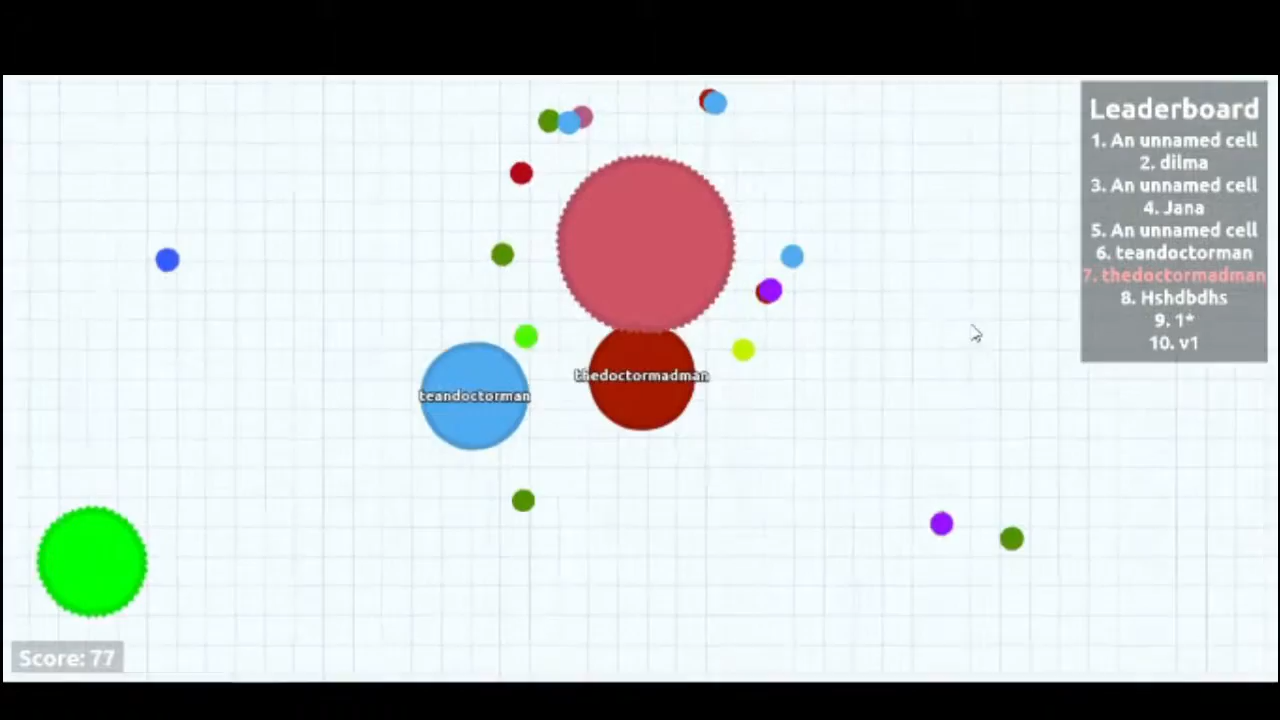 Leaderboard
1. An unnamed cell
2. dilma
3. An unnamed cell
4. Jana
5. An unnamed cell
6. teandoctorman
7. thedoctormadman
8. Hshdbdhs
9. 1*
10. v1
thedoctormadman
teandoctorman
Score: 77